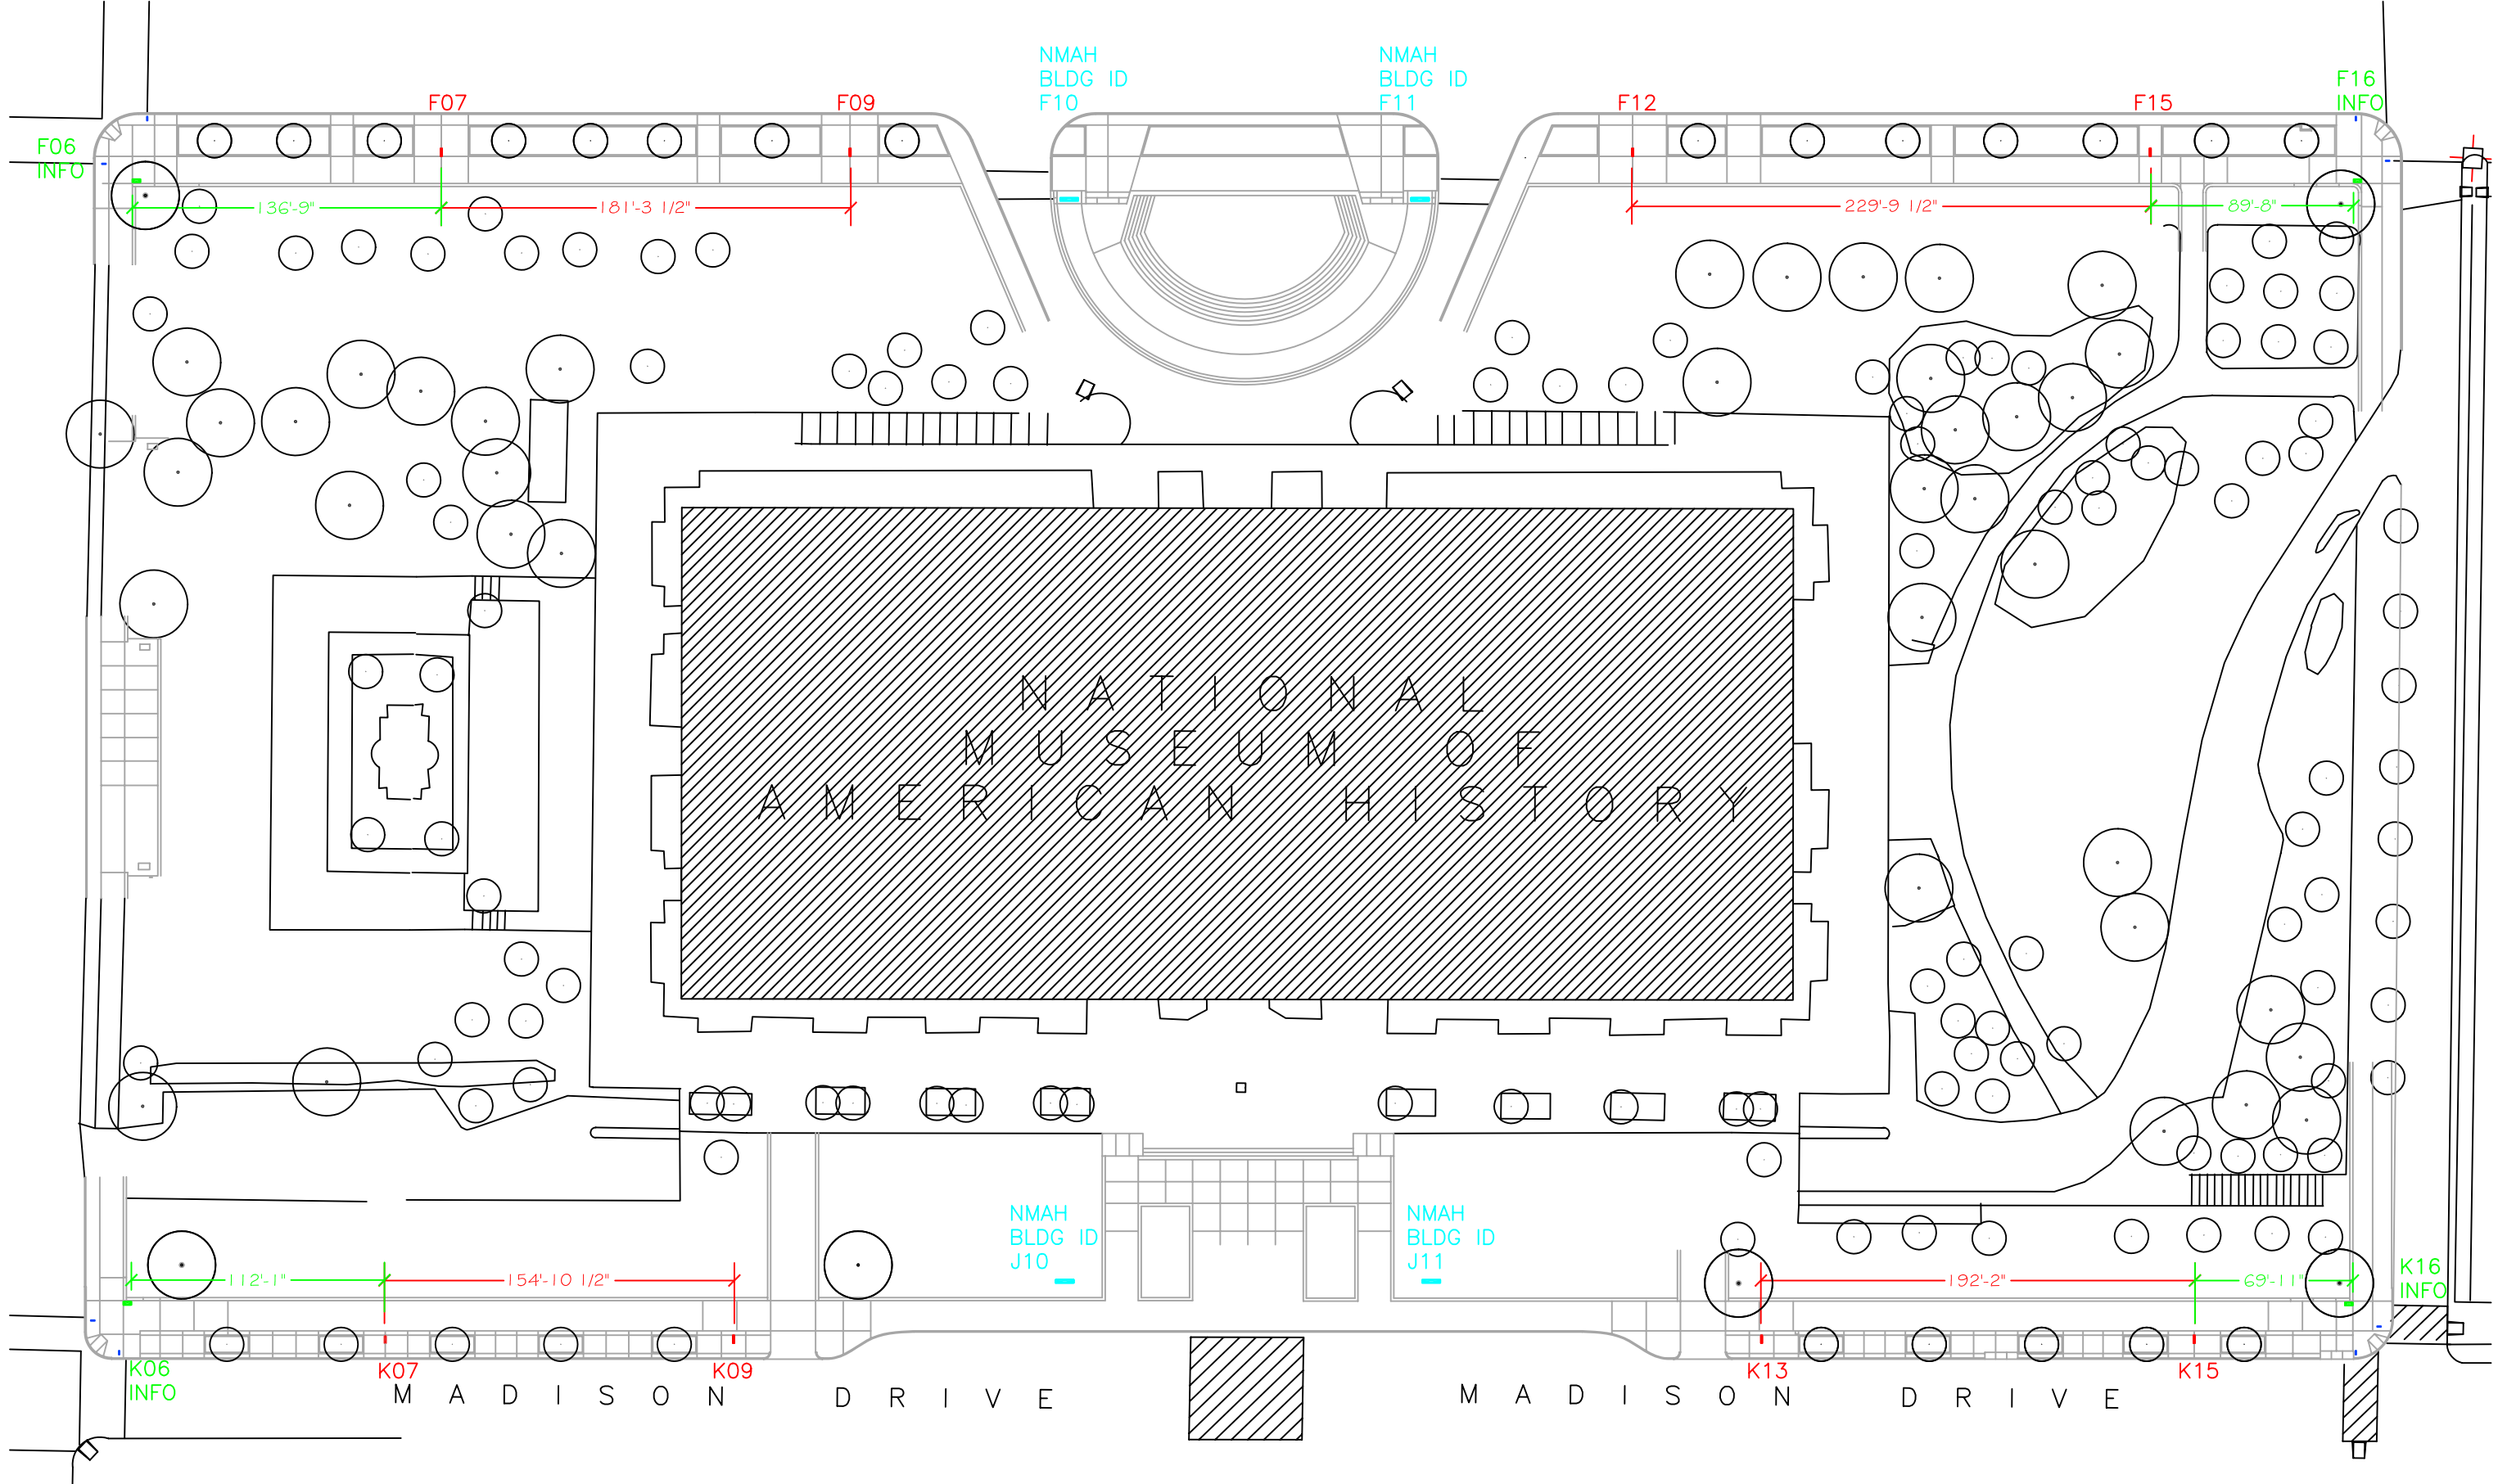 NMAH
BLDG ID
F10
NMAH
BLDG ID
F11
F16
INFO
F07
F09
F12
F15
F06
INFO
136'-9"
181'-3 1/2"
229'-9 1/2"
89'-8"
NATIONAL
MUSEUM OF
AMERICAN HISTORY
NMAH
BLDG ID
J10
NMAH
BLDG ID
J11
K16
INFO
112'-1"
154'-10 1/2"
192'-2"
69'-11"
K06
INFO
K07
K09
K13
K15
MADISON DRIVE
MADISON DRIVE